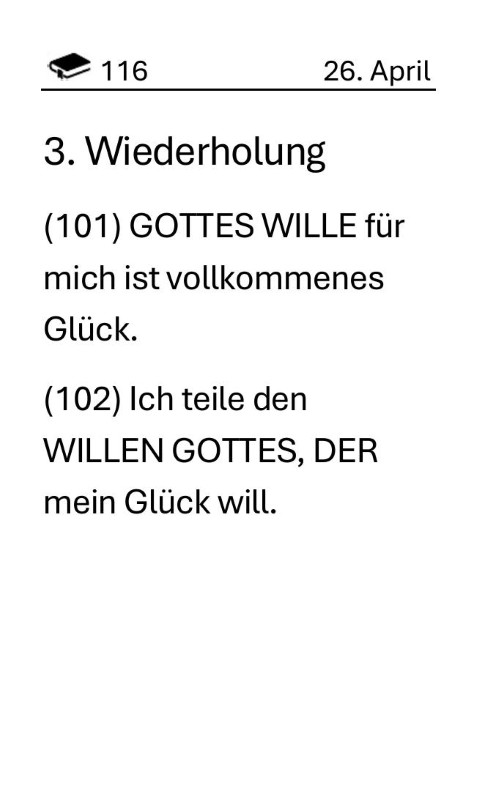 116 26. April
3. Wiederholung
(101) GOTTES WILLE für
mich ist vollkommenes
Glück.
(102) Ich teile den
WILLEN GOTTES, DER
mein Glück will.